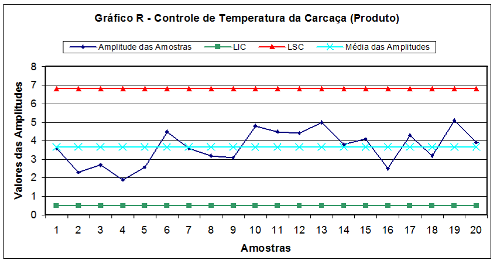 Gráfico R - Controle de Temperatura da Carcaça (Produto)
Amplitude das Amostras LIC LSC Média das Amplitudes
Valores das Amplitudes
8
7
6
5
4
3
2
1
0
1 2 3 4 5 6 7 8 9 10 11 12 13 14 15 16 17 18 19 20
Amostras